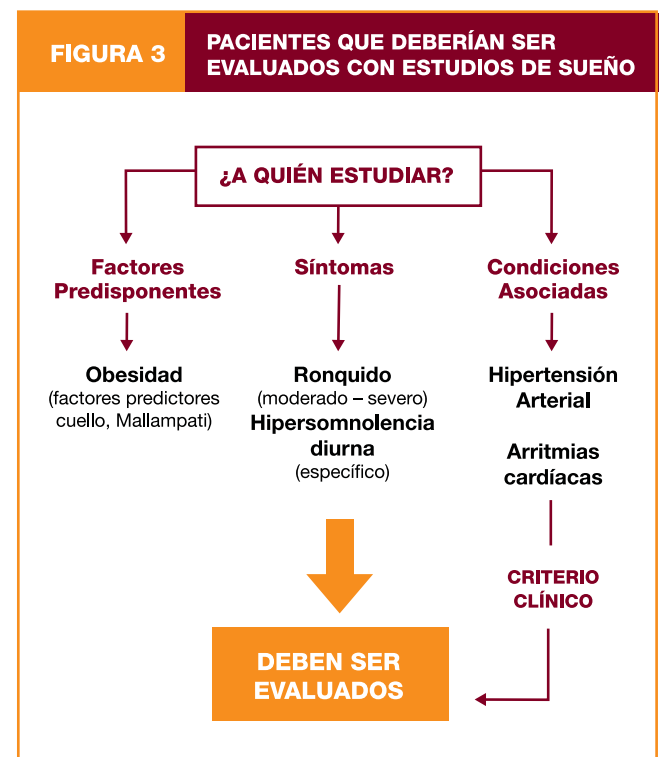 FIGURA 3
PACIENTES QUE DEBERÍAN SER
EVALUADOS CON ESTUDIOS DE SUEÑO
¿A QUIÉN ESTUDIAR?
Factores
Predisponentes
Síntomas
Condiciones
Asociadas
Obesidad
(factores predictores
cuello, Mallampati)
Ronquido
(moderado – severo)
Hipersomnolencia
diurna
(específico)
Hipertensión
Arterial
Arritmias
cardíacas
CRITERIO
CLÍNICO
DEBEN SER
EVALUADOS